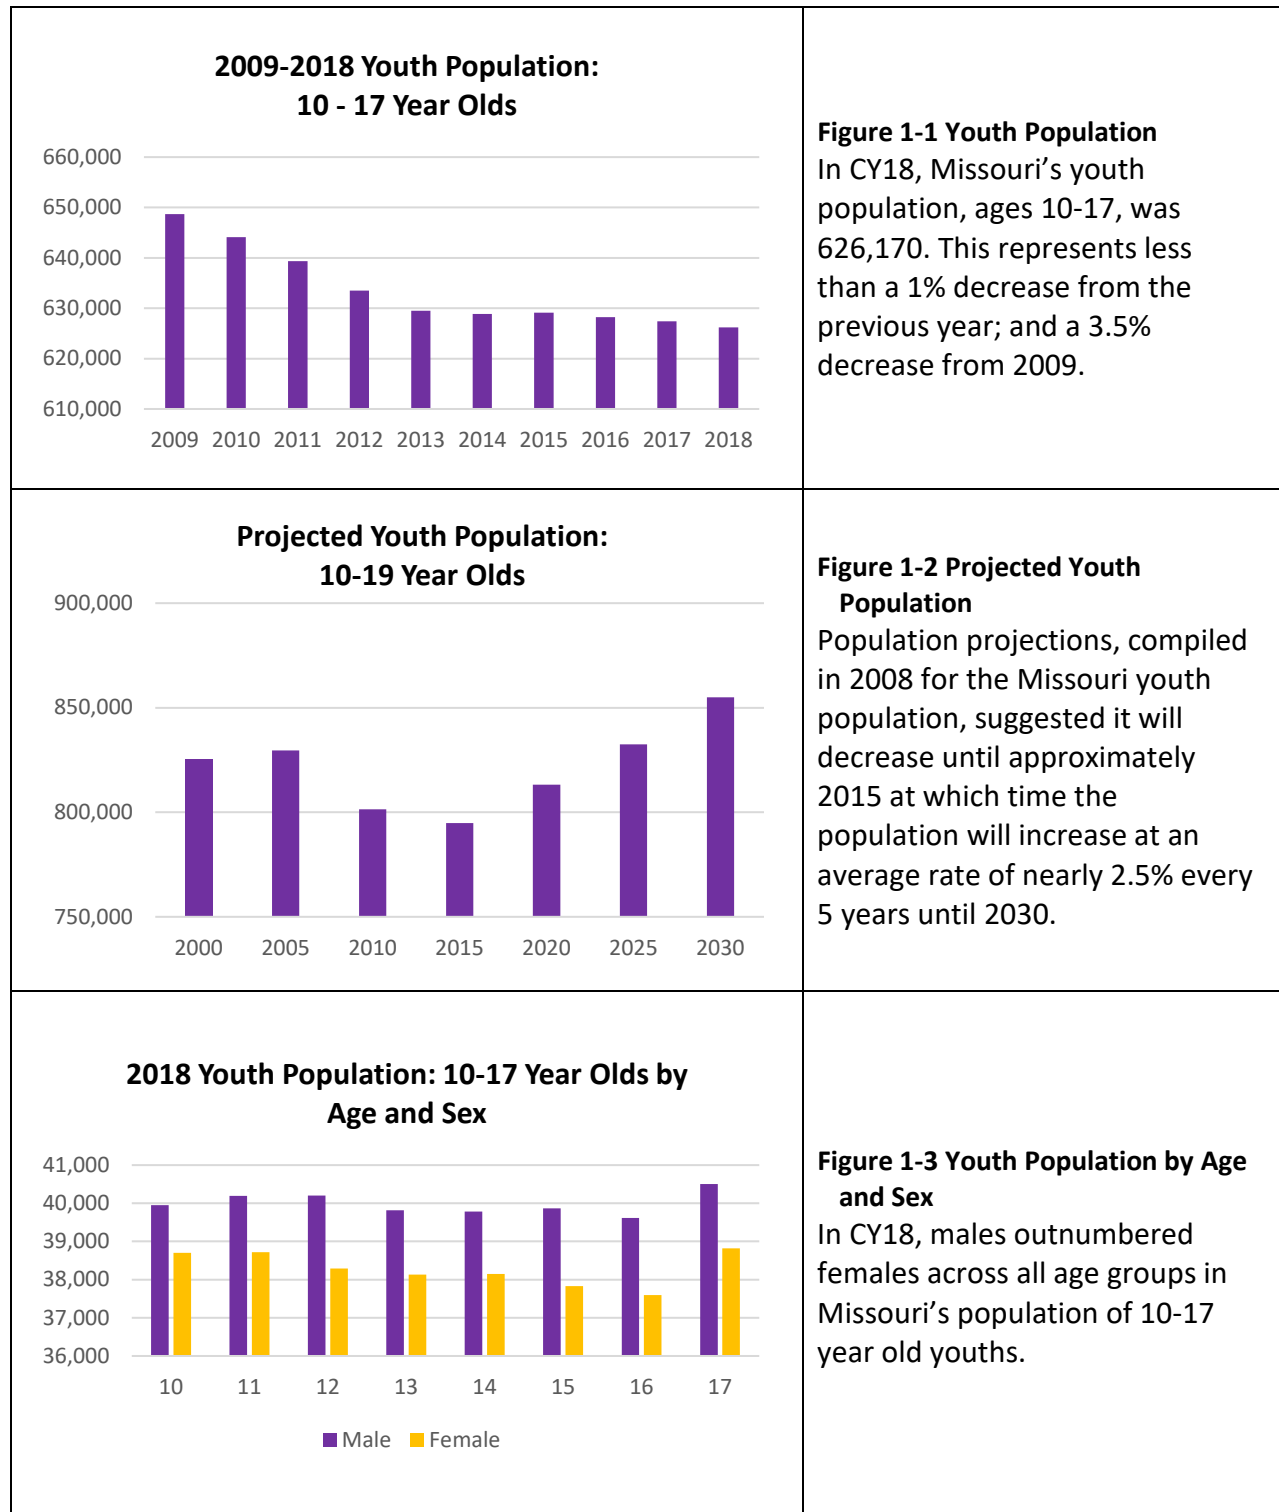 2009-2018 Youth Population:
10 - 17 Year Olds
660,000
650,000
640,000
630,000
620,000
610,000
2009 2010 2011 2012 2013 2014 2015 2016 2017 2018
Figure 1-1 Youth Population
In CY18, Missouri’s youth
population, ages 10-17, was
626,170. This represents less
than a 1% decrease from the
previous year; and a 3.5%
decrease from 2009.
Projected Youth Population:
10-19 Year Olds
900,000
850,000
800,000
750,000
2000 2005 2010 2015 2020 2025 2030
Figure 1-2 Projected Youth
Population
Population projections, compiled
in 2008 for the Missouri youth
population, suggested it will
decrease until approximately
2015 at which time the
population will increase at an
average rate of nearly 2.5% every
5 years until 2030.
2018 Youth Population: 10-17 Year Olds by
Age and Sex
41,000
40,000
39,000
38,000
37,000
36,000
10 11 12 13 14 15 16 17
Male Female
Figure 1-3 Youth Population by Age
and Sex
In CY18, males outnumbered
females across all age groups in
Missouri’s population of 10-17
year old youths.